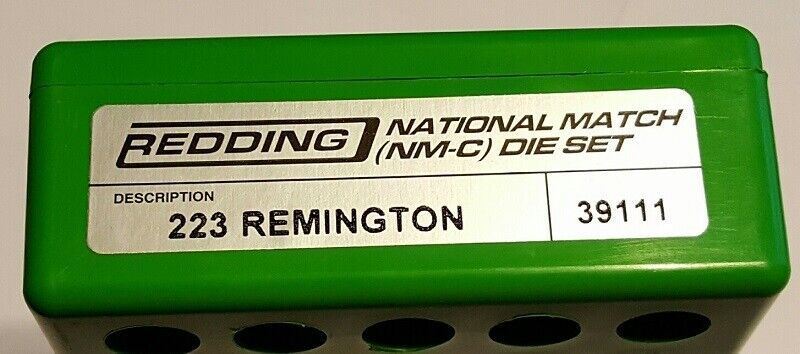 REDDING NATIONAL MATCH
(NM-C) DIE SET
DESCRIPTION
223 REMINGTON 39111